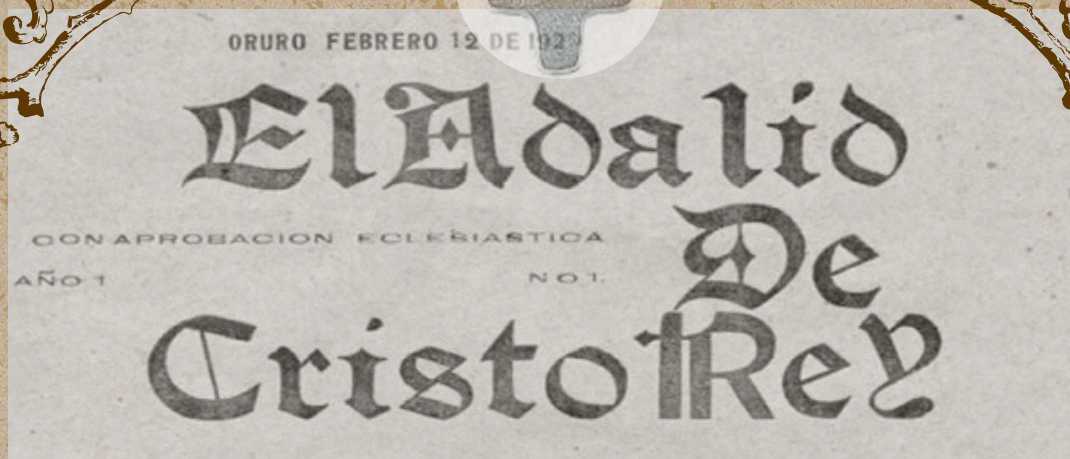 ORURO FEBRERO 12 DE
El Adalid
De
CON APROBACION ECLESIASTICA
AÑO 1 NO 1.
Cristo Rey